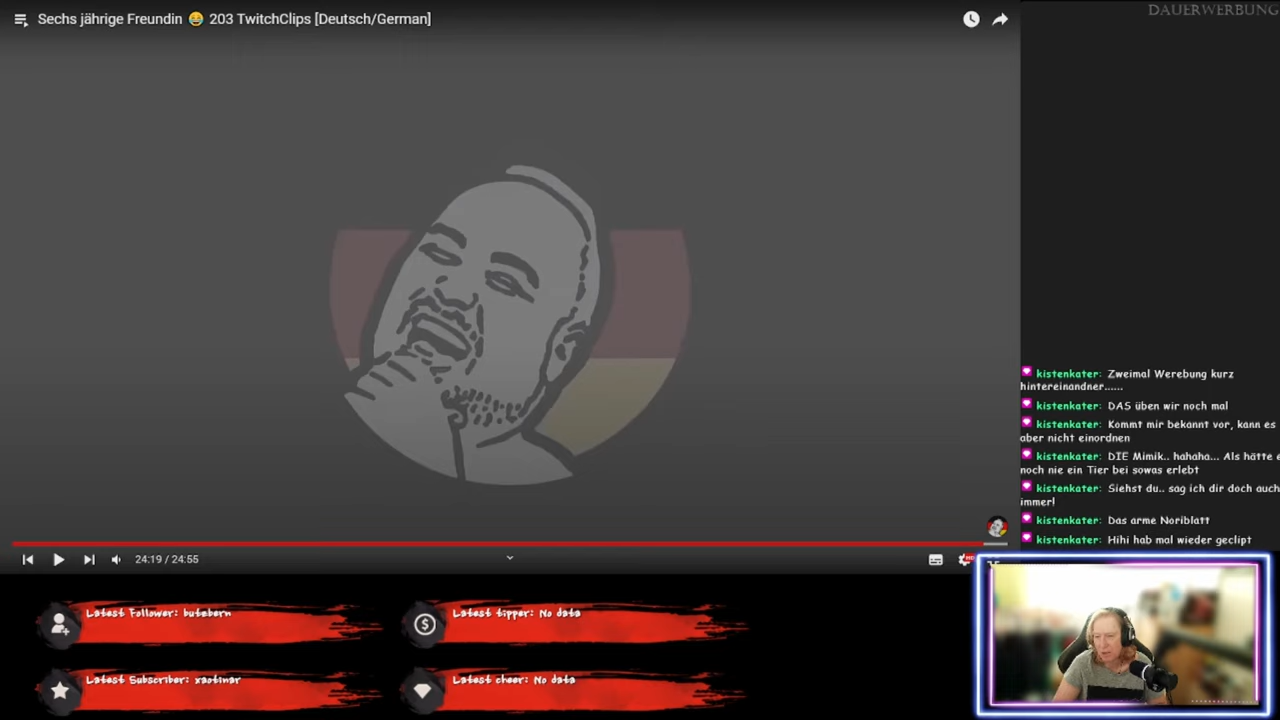 Sechs jährige Freundin 😂 203 TwitchClips [Deutsch/German]
DAUERWERBUNG
kistenkater: Zweimal Werebung kurz
hintereinandner......
kistenkater: DAS üben wir noch mal
kistenkater: Kommt mir bekannt vor, kann es
aber nicht einordnen
kistenkater: DIE Mimik.. hahaha... Als hätte e
noch nie ein Tier bei sowas erlebt
kistenkater: Siehst du.. sag ich dir doch auch
immer!
kistenkater: Das arme Noriblatt
kistenkater: Hihi hab mal wieder geclipt
24:19 / 24:55
Latest Follower: butzbern
Latest tipper: No data
Latest Subscriber: xaotinar
Latest cheer: No data